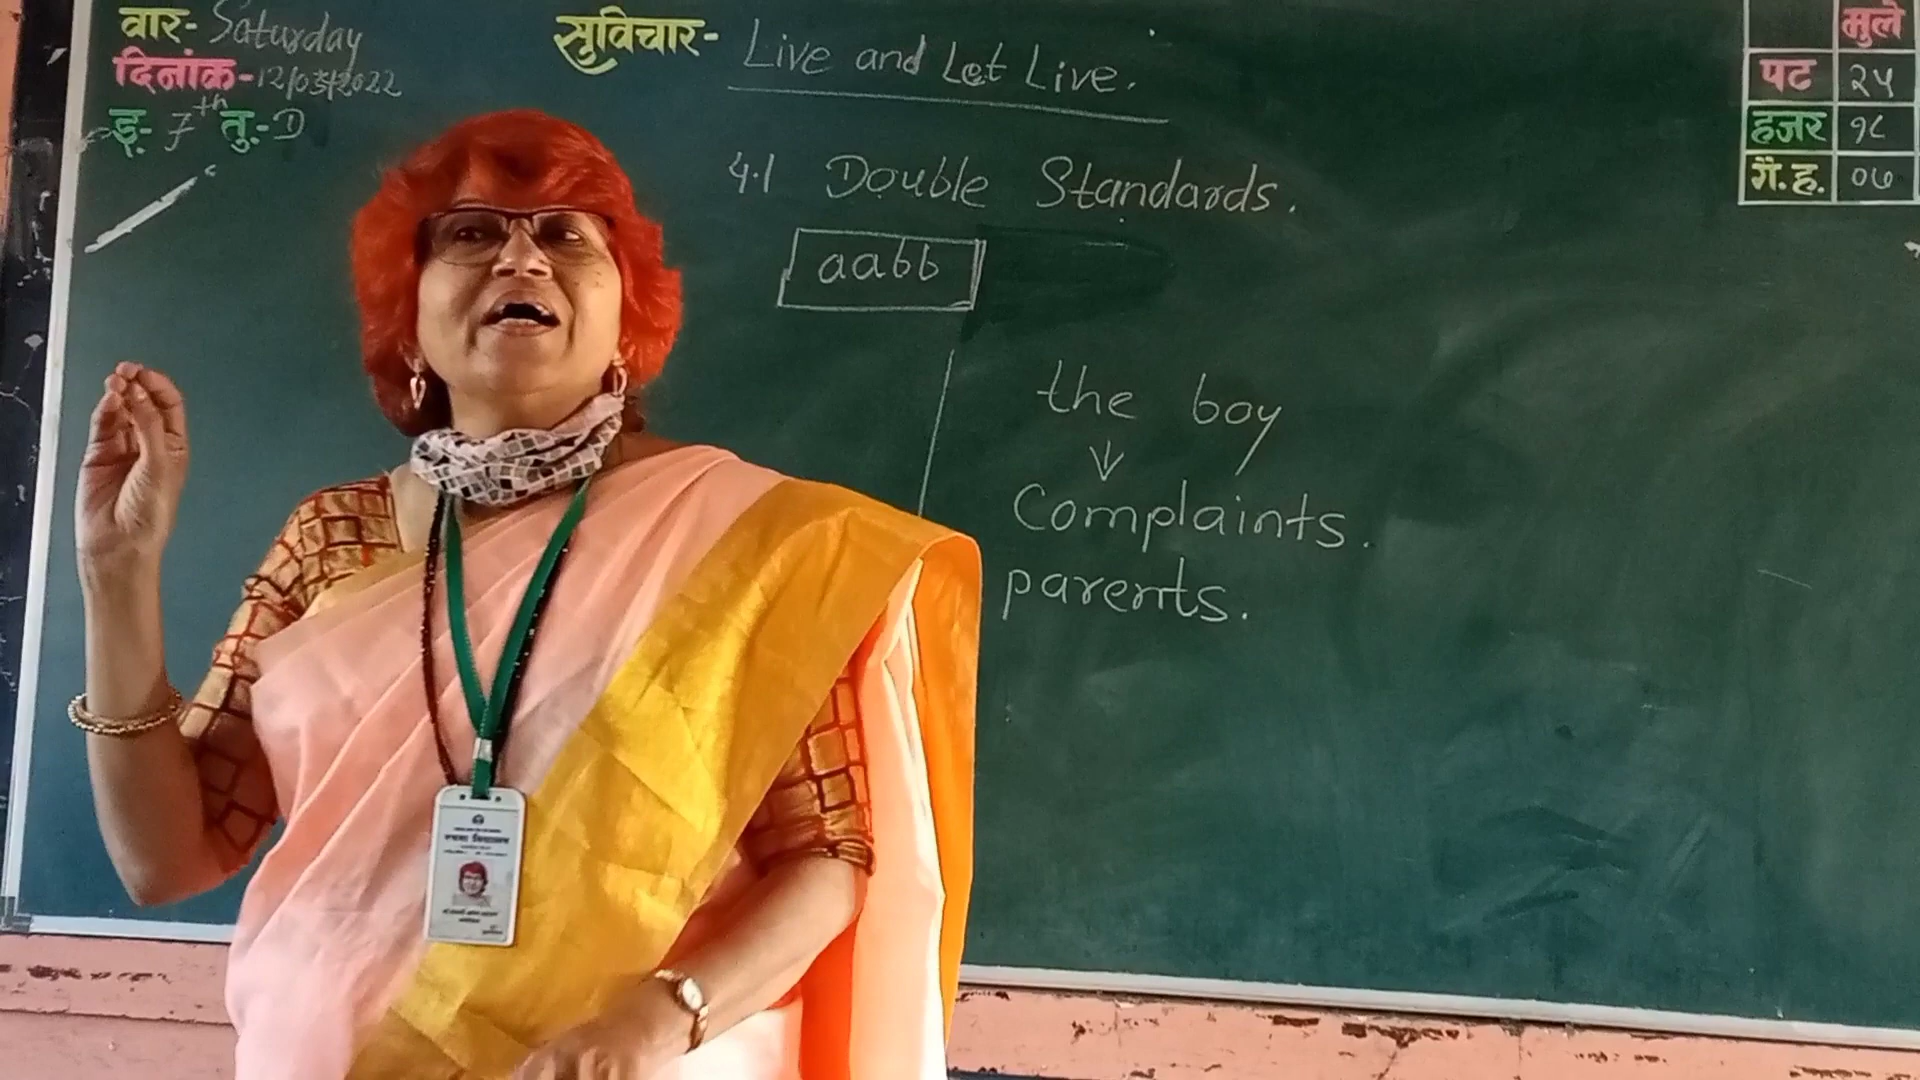 वार- Saturday
दिनांक-12/03/2022
इ.- 7th तु.-D
सुविचार- Live and Let Live.
4.1 Double Standards.
aabb
the boy
↓
Complaints.
parents.
मुले
पट २५
हजर १८
गै.ह. ०७